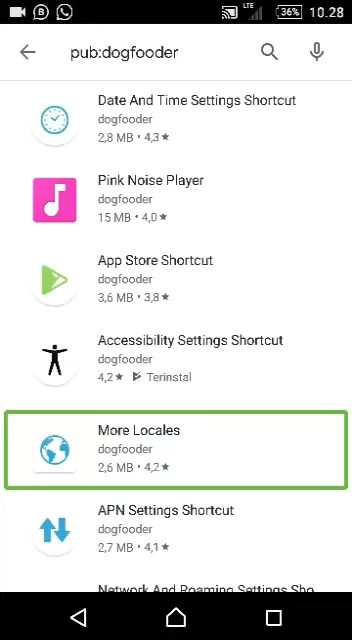 LTE 36% 10.28
pub:dogfooder
Date And Time Settings Shortcut
dogfooder
2,8 MB • 4,3★
Pink Noise Player
dogfooder
15 MB • 4,0★
App Store Shortcut
dogfooder
3,6 MB • 3,8★
Accessibility Settings Shortcut
dogfooder
4,2★ Terinstal
More Locales
dogfooder
2,6 MB • 4,2★
APN Settings Shortcut
dogfooder
2,7 MB • 4,1★
Network And Roaming Settings Sho